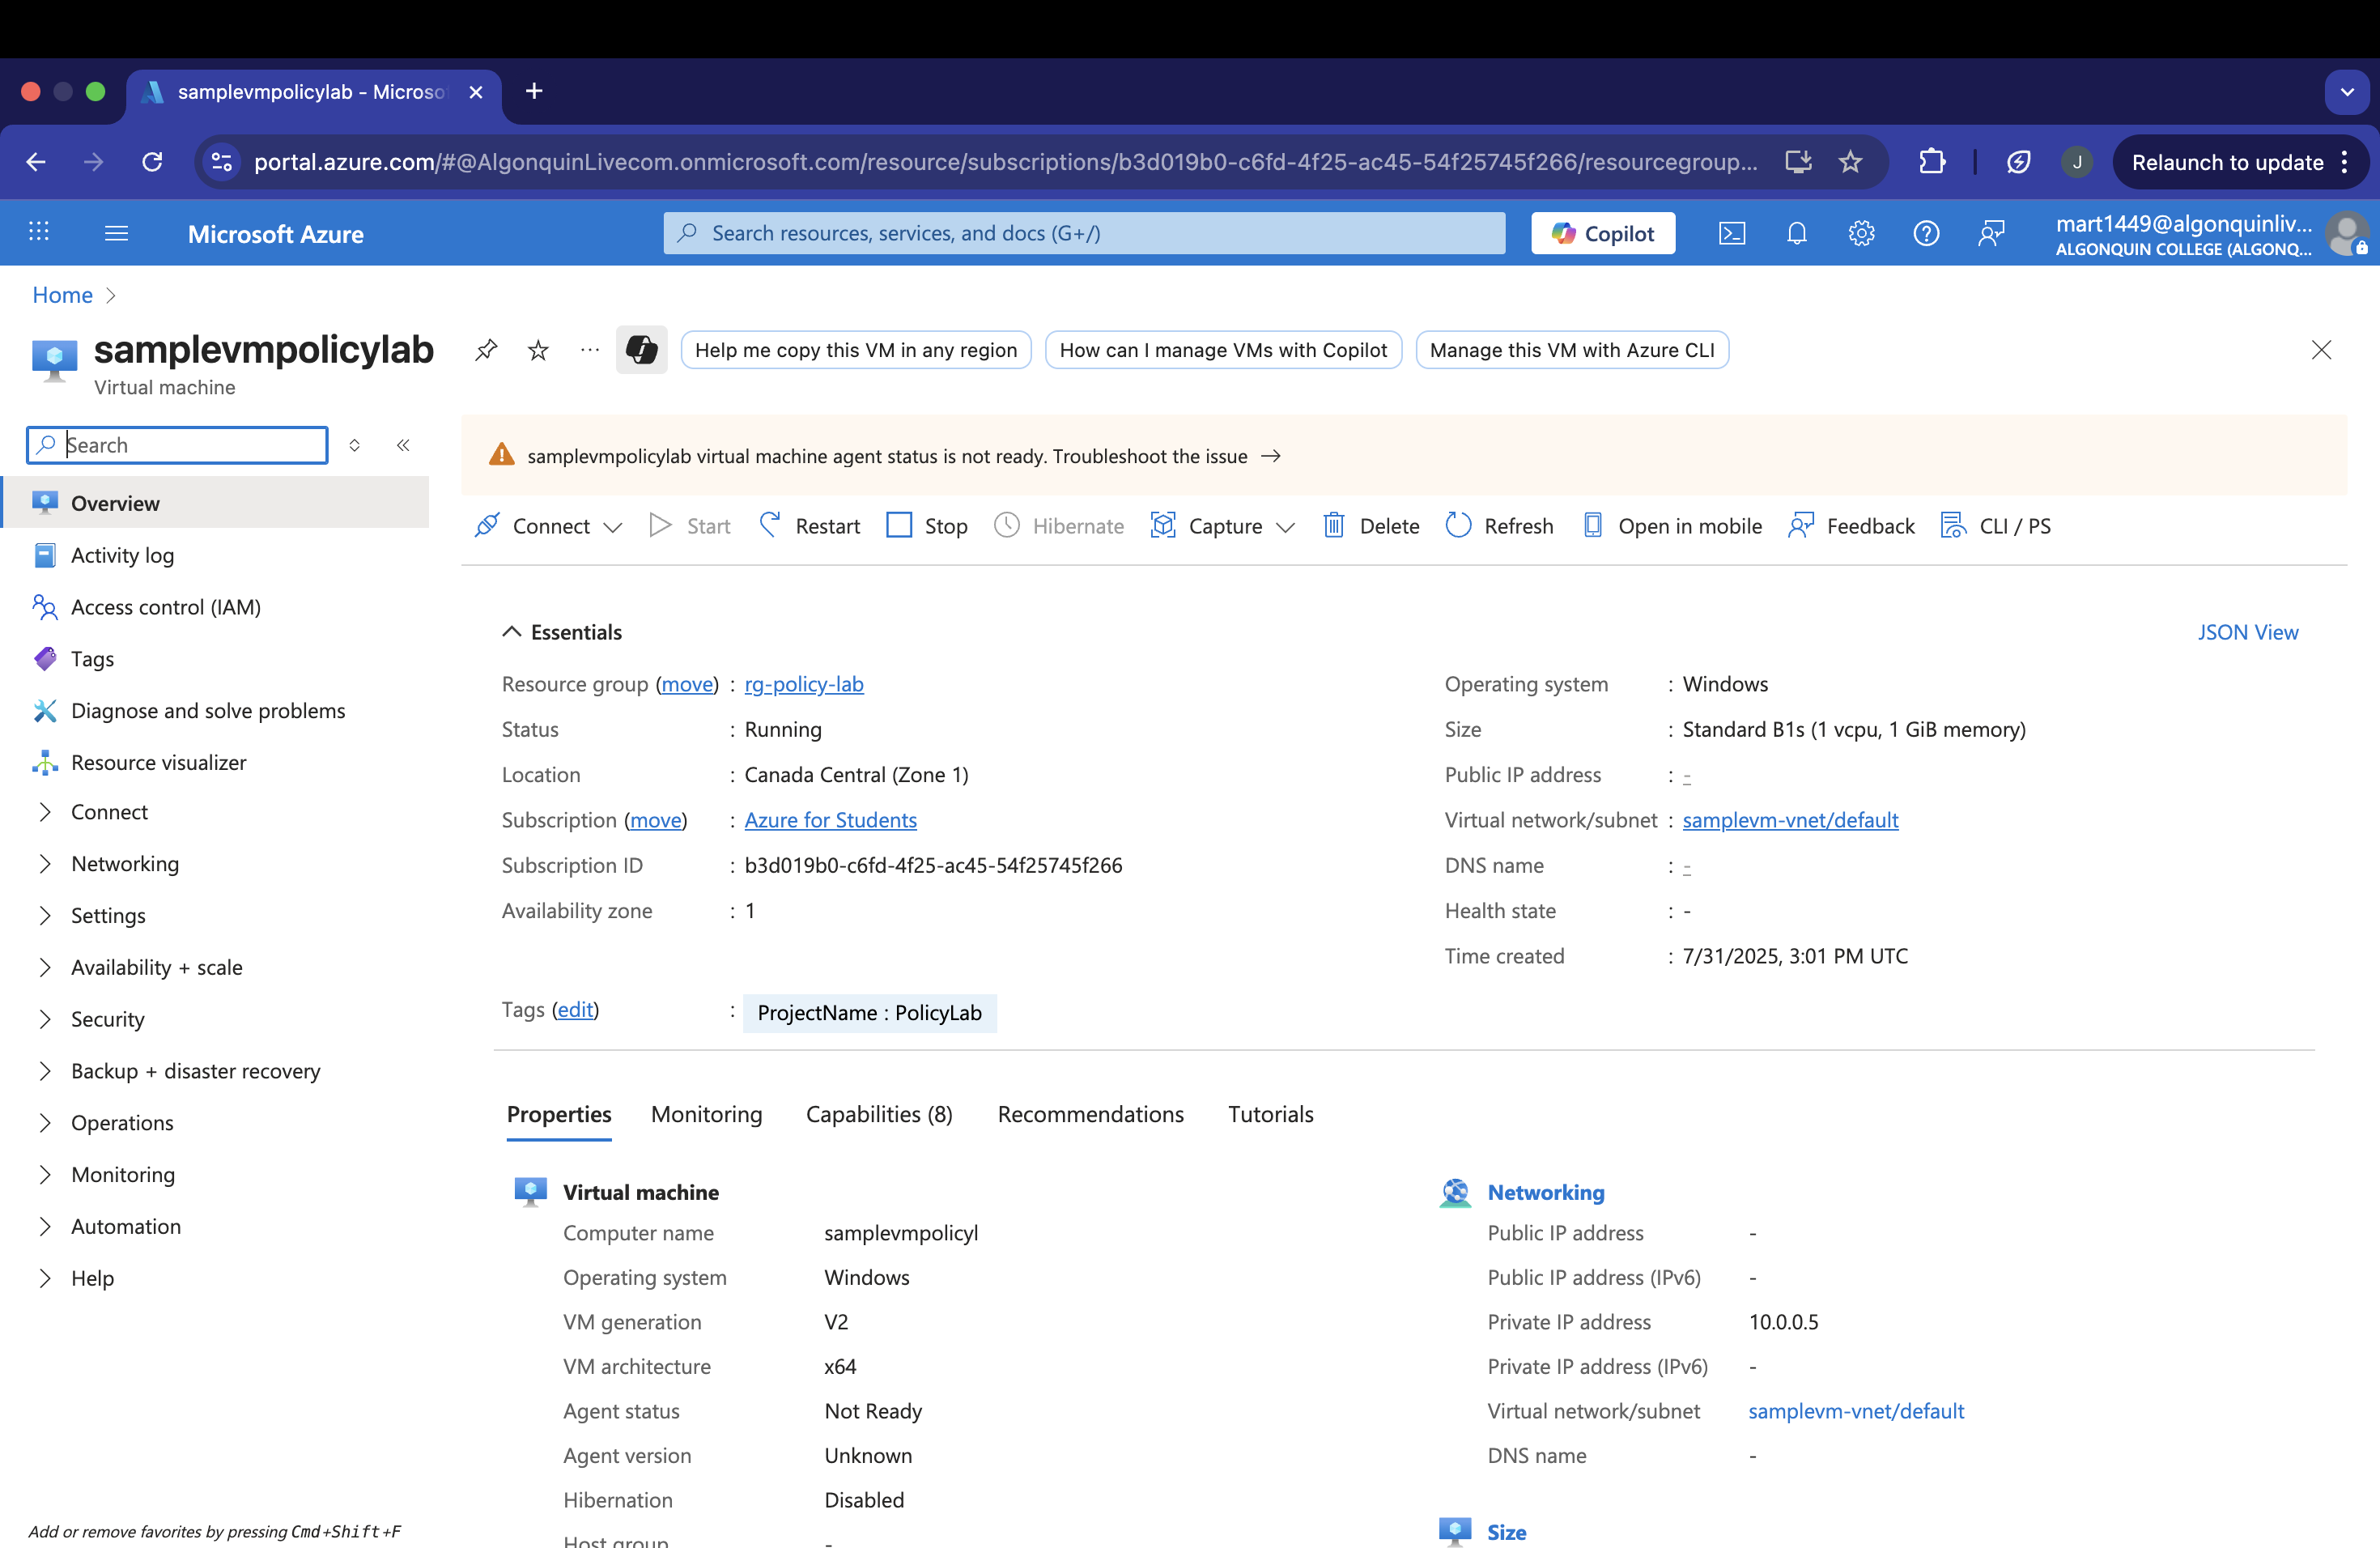 samplevmpolicylab - Microso
portal.azure.com/#@AlgonquinLivecom.onmicrosoft.com/resource/subscriptions/b3d019b0-c6fd-4f25-ac45-54f25745f266/resourcegroup...
J
Relaunch to update
Microsoft Azure
Search resources, services, and docs (G+/)
Copilot
mart1449@algonquinliv...
ALGONQUIN COLLEGE (ALGONQ...
Home
samplevmpolicylab
Virtual machine
Help me copy this VM in any region
How can I manage VMs with Copilot
Manage this VM with Azure CLI
Search
Overview
Activity log
Access control (IAM)
Tags
Diagnose and solve problems
Resource visualizer
Connect
Networking
Settings
Availability + scale
Security
Backup + disaster recovery
Operations
Monitoring
Automation
Help
Add or remove favorites by pressing Cmd+Shift+F
samplevmpolicylab virtual machine agent status is not ready. Troubleshoot the issue →
Connect
Start
Restart
Stop
Hibernate
Capture
Delete
Refresh
Open in mobile
Feedback
CLI / PS
Essentials
JSON View
Resource group (move) : rg-policy-lab
Status : Running
Location : Canada Central (Zone 1)
Subscription (move) : Azure for Students
Subscription ID : b3d019b0-c6fd-4f25-ac45-54f25745f266
Availability zone : 1
Operating system : Windows
Size : Standard B1s (1 vcpu, 1 GiB memory)
Public IP address : -
Virtual network/subnet : samplevm-vnet/default
DNS name : -
Health state : -
Time created : 7/31/2025, 3:01 PM UTC
Tags (edit) : ProjectName : PolicyLab
Properties
Monitoring
Capabilities (8)
Recommendations
Tutorials
Virtual machine
Computer name samplevmpolicyl
Operating system Windows
VM generation V2
VM architecture x64
Agent status Not Ready
Agent version Unknown
Hibernation Disabled
Host group -
Networking
Public IP address -
Public IP address (IPv6) -
Private IP address 10.0.0.5
Private IP address (IPv6) -
Virtual network/subnet samplevm-vnet/default
DNS name -
Size